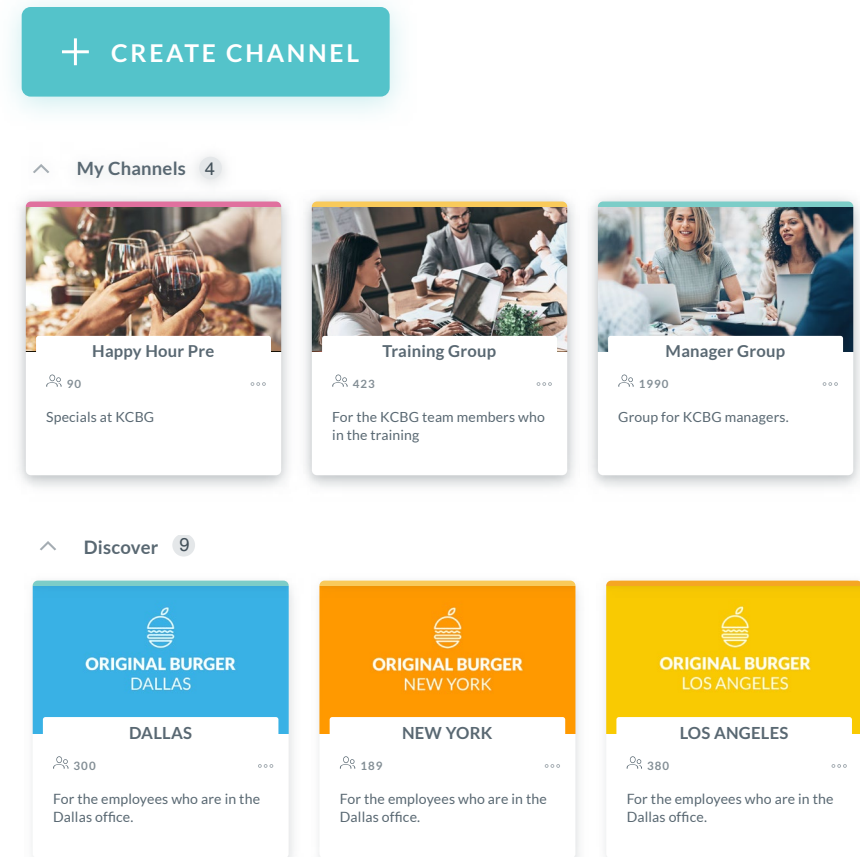 + CREATE CHANNEL
My Channels 4
Happy Hour Pre
90
Specials at KCBG
Training Group
423
For the KCBG team members who
in the training
Manager Group
1990
Group for KCBG managers.
Discover 9
ORIGINAL BURGER
DALLAS
DALLAS
300
For the employees who are in the
Dallas office.
ORIGINAL BURGER
NEW YORK
NEW YORK
189
For the employees who are in the
Dallas office.
ORIGINAL BURGER
LOS ANGELES
LOS ANGELES
380
For the employees who are in the
Dallas office.